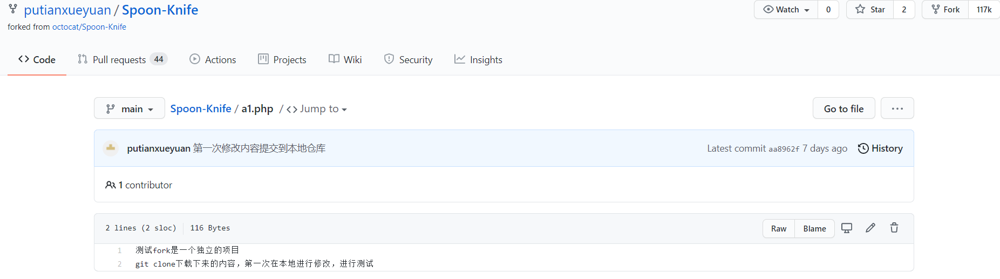 putianxueyuan / Spoon-Knife
Watch 0 Star 2 Fork 117k
forked from octocat/Spoon-Knife
Code Pull requests 44 Actions Projects Wiki Security Insights
main Spoon-Knife / a1.php / <> Jump to Go to file ...
putianxueyuan 第一次修改内容提交到本地仓库 Latest commit aa8962f 7 days ago History
1 contributor
2 lines (2 sloc) 116 Bytes Raw Blame
1 测试fork是一个独立的项目
2 git clone下载下来的内容，第一次在本地进行修改，进行测试